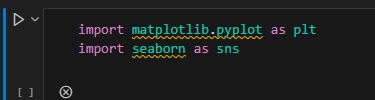 import matplotlib.pyplot as plt
import seaborn as sns
[ ]